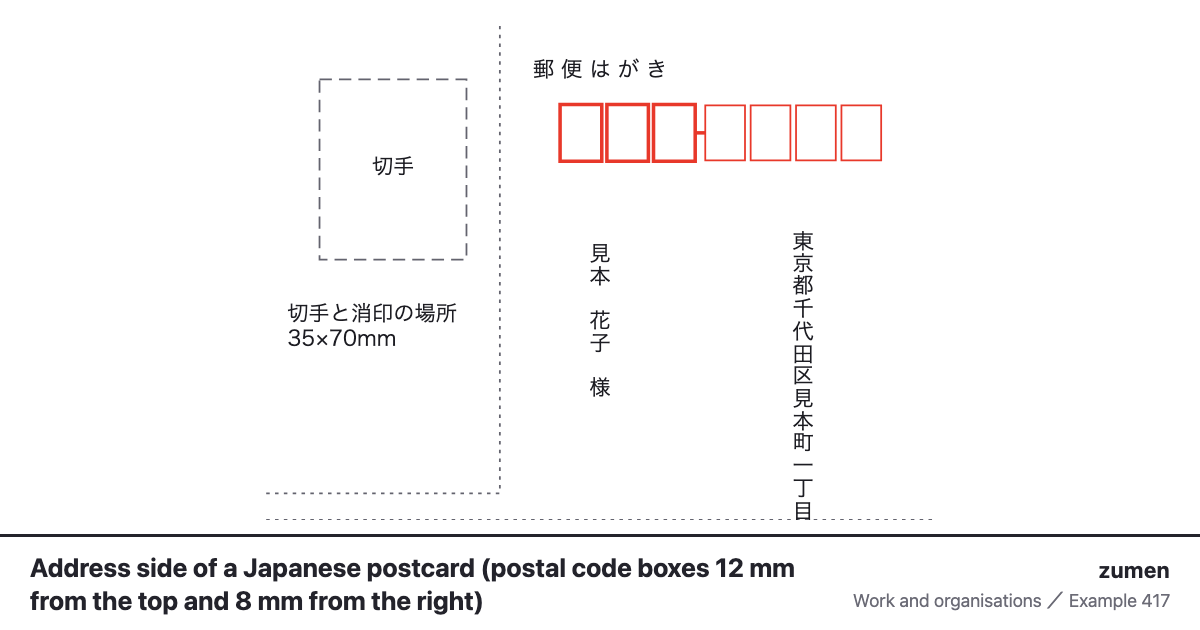 郵便はがき
切手
切手と消印の場所
35×70mm
東京都千代田区見本町一丁目
見本 花子 様
Address side of a Japanese postcard (postal code boxes 12 mm
from the top and 8 mm from the right)
zumen
Work and organisations ／ Example 417